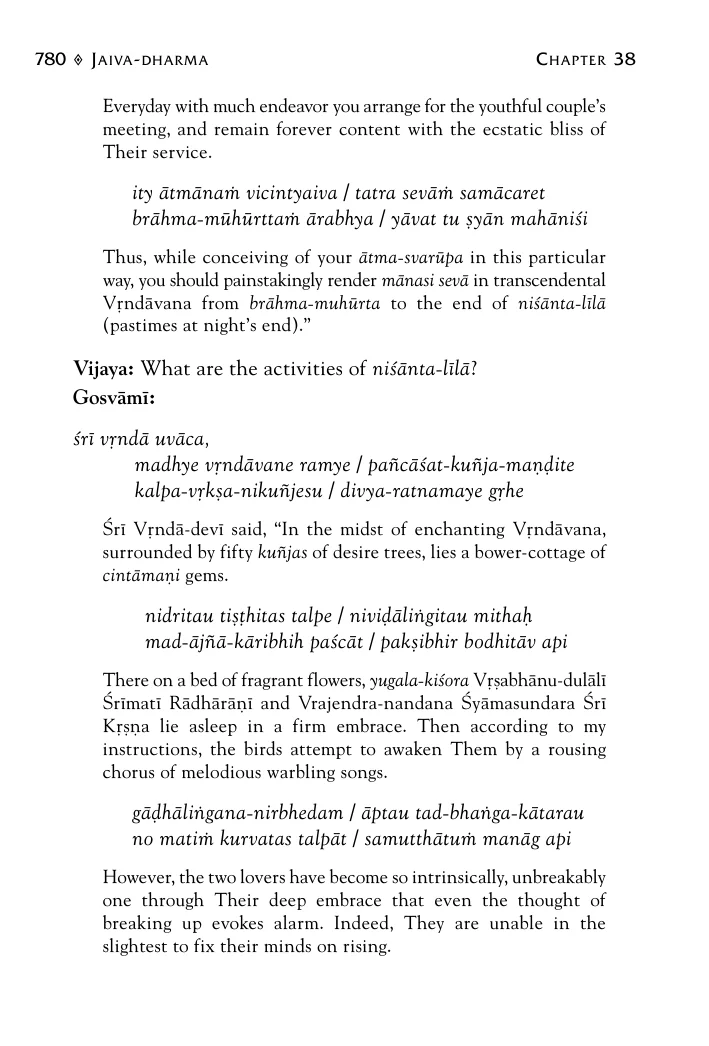 780 ◊ Jaiva-dharma Chapter 38
Everyday with much endeavor you arrange for the youthful couple's
meeting, and remain forever content with the ecstatic bliss of
Their service.
ity ātmānaṁ vicintyaiva / tatra sevāṁ samācaret
brāhma-mūhūrttaṁ ārabhya / yāvat tu ṣyān mahāniśi
Thus, while conceiving of your ātma-svarūpa in this particular
way, you should painstakingly render mānasi sevā in transcendental
Vṛndāvana from brāhma-muhūrta to the end of niśānta-līlā
(pastimes at night's end)."
Vijaya: What are the activities of niśānta-līlā?
Gosvāmī:
śrī vṛndā uvāca,
madhye vṛndāvane ramye / pañcāśat-kuñja-maṇḍite
kalpa-vṛkṣa-nikuñjesu / divya-ratnamaye gṛhe
Śrī Vṛndā-devī said, "In the midst of enchanting Vṛndāvana,
surrounded by fifty kuñjas of desire trees, lies a bower-cottage of
cintāmaṇi gems.
nidritau tiṣṭhitas talpe / niviḍāliṅgitau mithaḥ
mad-ājñā-kāribhih paścāt / pakṣibhir bodhitāv api
There on a bed of fragrant flowers, yugala-kiśora Vṛṣabhānu-dulālī
Śrīmatī Rādhārāṇī and Vrajendra-nandana Śyāmasundara Śrī
Kṛṣṇa lie asleep in a firm embrace. Then according to my
instructions, the birds attempt to awaken Them by a rousing
chorus of melodious warbling songs.
gāḍhāliṅgana-nirbhedam / āptau tad-bhaṅga-kātarau
no matiṁ kurvatas talpāt / samutthātuṁ manāg api
However, the two lovers have become so intrinsically, unbreakably
one through Their deep embrace that even the thought of
breaking up evokes alarm. Indeed, They are unable in the
slightest to fix their minds on rising.